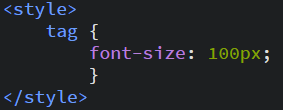 <style>
    tag {
        font-size: 100px;
        }
</style>